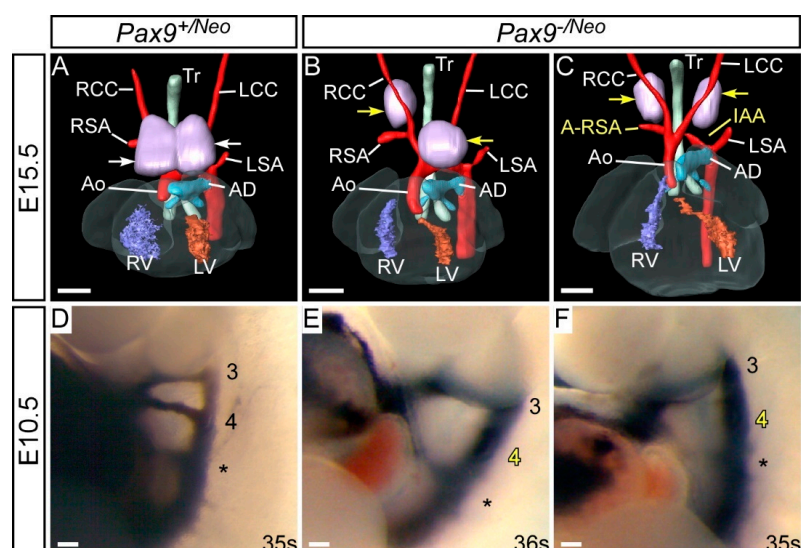 Pax9+/Neo
Pax9-/Neo
E15.5
A
Tr
RCC
LCC
RSA
LSA
Ao
AD
RV
LV
B
Tr
RCC
LCC
RSA
LSA
Ao
AD
RV
LV
C
Tr
RCC
LCC
IAA
A-RSA
LSA
Ao
AD
RV
LV
E10.5
D
3
4
*
35s
E
3
4
*
36s
F
3
4
*
35s